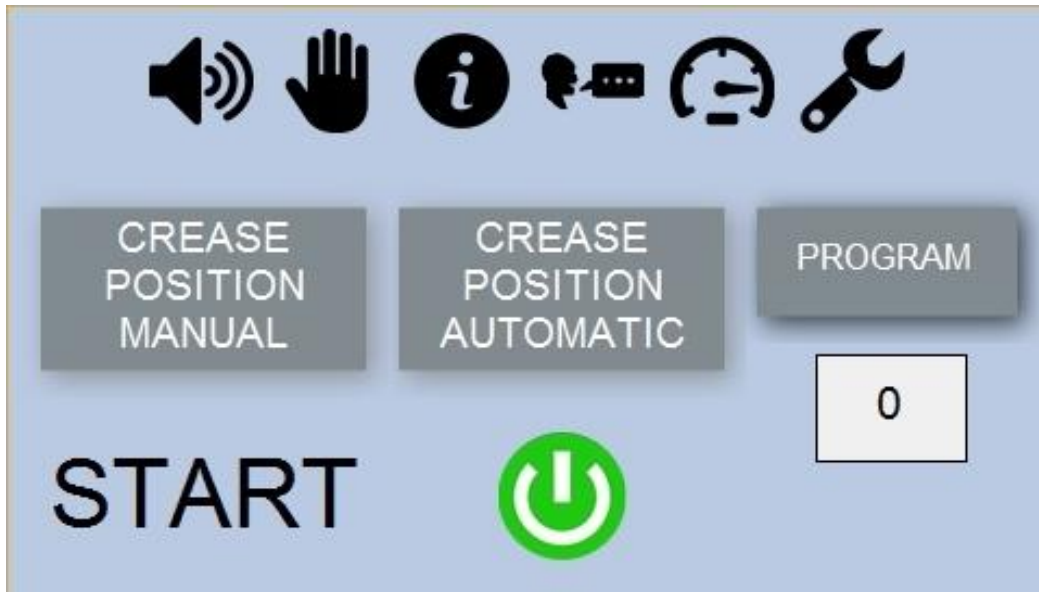 CREASE
POSITION
MANUAL
CREASE
POSITION
AUTOMATIC
PROGRAM
0
START